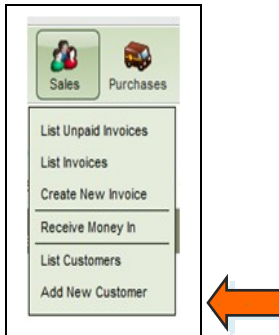 Sales Purchases
List Unpaid Invoices
List Invoices
Create New Invoice
Receive Money In
List Customers
Add New Customer